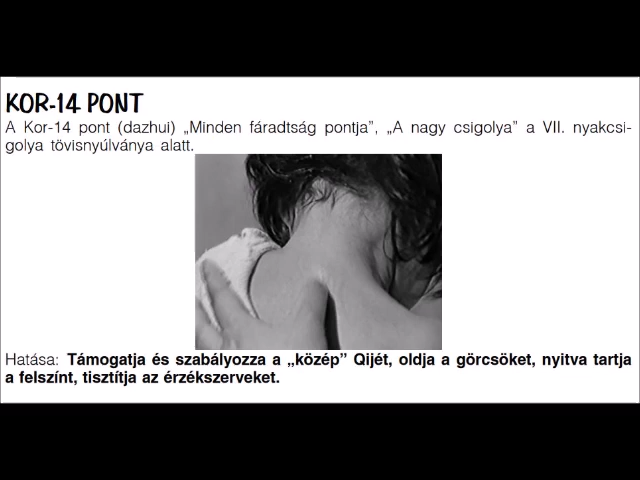 KOR-14 PONT
A Kor-14 pont (dazhui) „Minden fáradtság pontja”, „A nagy csigolya” a VII. nyakcsi-
golya tövisnyúlványa alatt.
Hatása: Támogatja és szabályozza a „közép” Qijét, oldja a görcsöket, nyitva tartja
a felszínt, tisztítja az érzékszerveket.